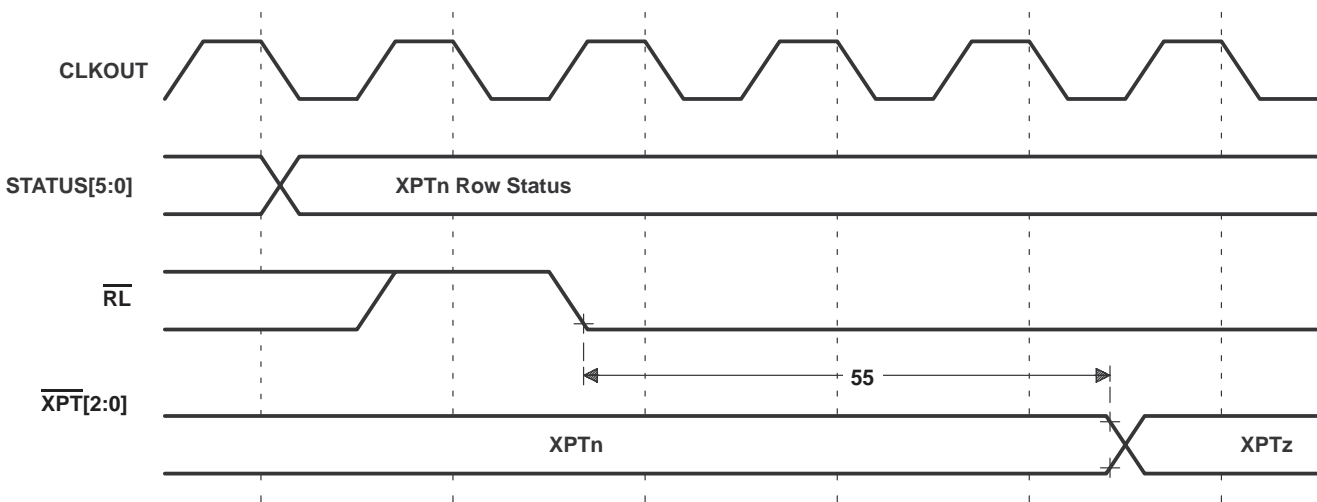 CLKOUT
STATUS[5:0]
XPTn Row Status
RL
55
XPT[2:0]
XPTn
XPTz